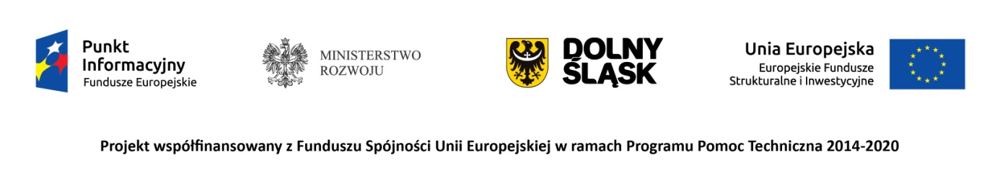 Punkt
Informacyjny
Fundusze Europejskie
MINISTERSTWO
ROZWOJU
DOLNY
ŚLĄSK
Unia Europejska
Europejskie Fundusze
Strukturalne i Inwestycyjne
Projekt współfinansowany z Funduszu Spójności Unii Europejskiej w ramach Programu Pomoc Techniczna 2014-2020